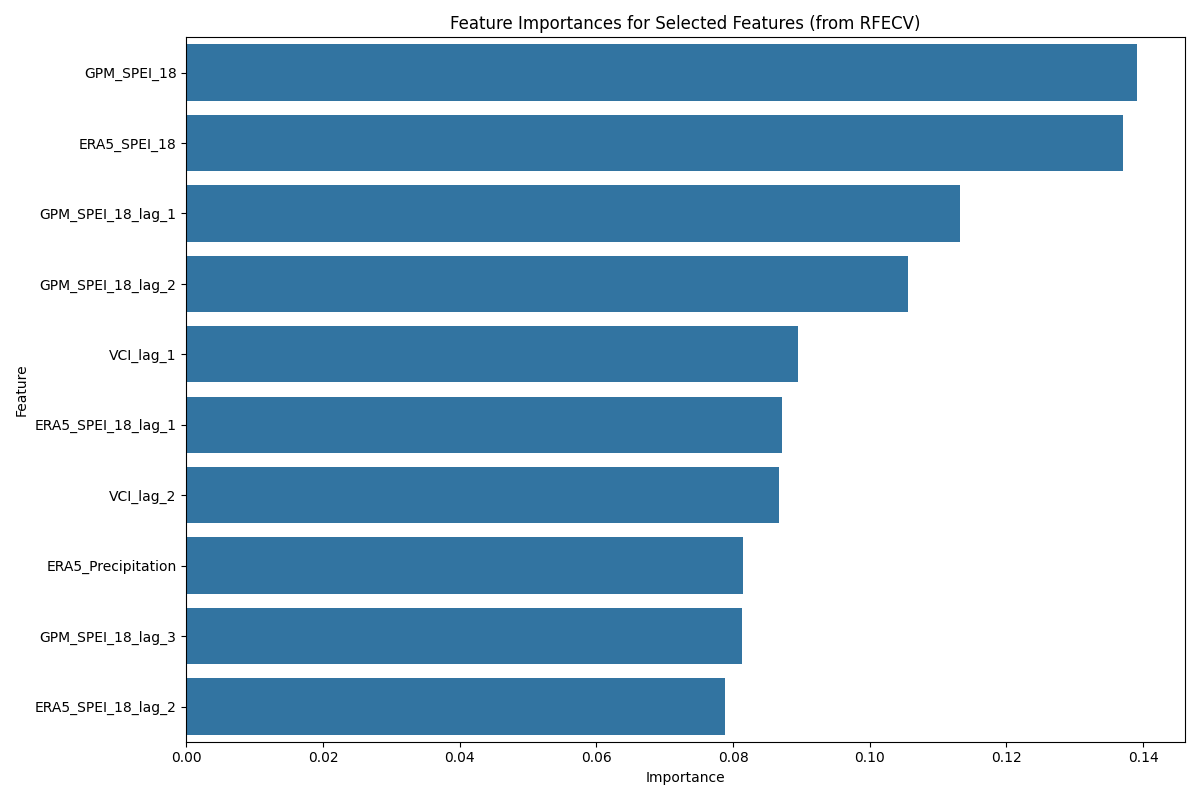 Feature Importances for Selected Features (from RFECV)
Feature
GPM_SPEI_18
ERA5_SPEI_18
GPM_SPEI_18_lag_1
GPM_SPEI_18_lag_2
VCI_lag_1
ERA5_SPEI_18_lag_1
VCI_lag_2
ERA5_Precipitation
GPM_SPEI_18_lag_3
ERA5_SPEI_18_lag_2
0.00 0.02 0.04 0.06 0.08 0.10 0.12 0.14
Importance